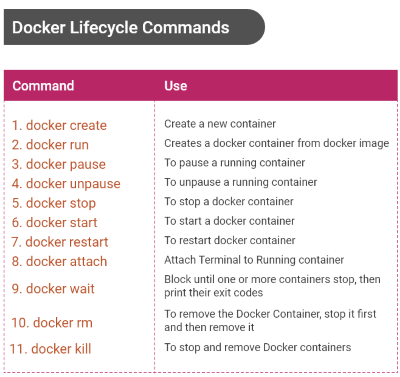 Docker Lifecycle Commands
Command Use
1. docker create Create a new container
2. docker run Creates a docker container from docker image
3. docker pause To pause a running container
4. docker unpause To unpause a running container
5. docker stop To stop a docker container
6. docker start To start a docker container
7. docker restart To restart docker container
8. docker attach Attach Terminal to Running container
9. docker wait Block until one or more containers stop, then
print their exit codes
10. docker rm To remove the Docker Container, stop it first
and then remove it
11. docker kill To stop and remove Docker containers